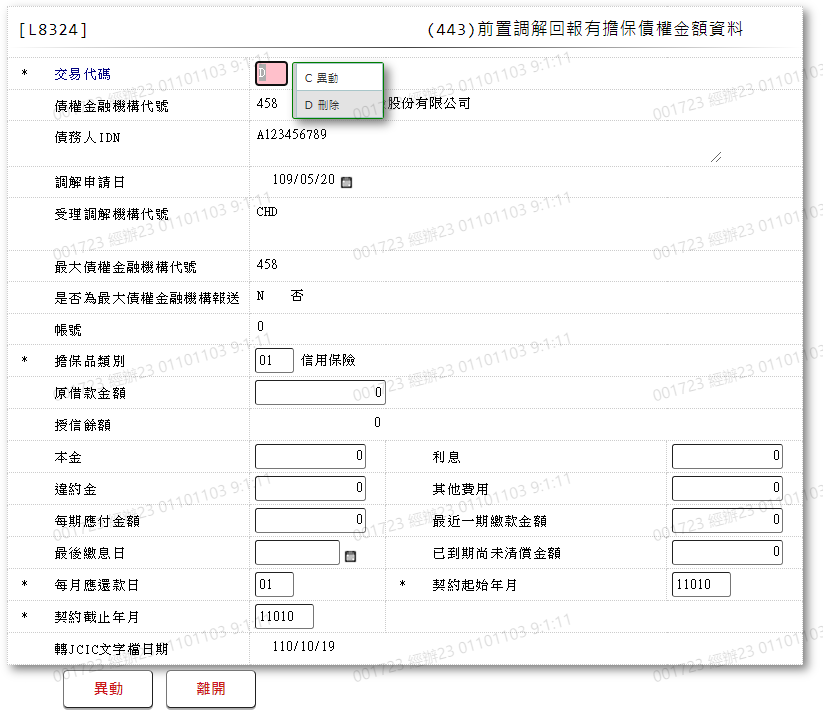 [L8324] (443)前置調解回報有擔保債權金額資料
* 交易代碼 D
C 異動
D 刪除
債權金融機構代號 458 股份有限公司
債務人IDN A123456789
調解申請日 109/05/20
受理調解機構代號 CHD
最大債權金融機構代號 458
是否為最大債權金融機構報送 N 否
帳號 0
* 擔保品類別 01 信用保險
原借款金額 0
授信餘額 0
本金 0 利息 0
違約金 0 其他費用 0
每期應付金額 0 最近一期繳款金額 0
最後繳息日 已到期尚未清償金額 0
* 每月應還款日 01 * 契約起始年月 11010
* 契約截止年月 11010
轉JCIC文字檔日期 110/10/19
異動 離開
001723 經辦23 01101103 9:1:11